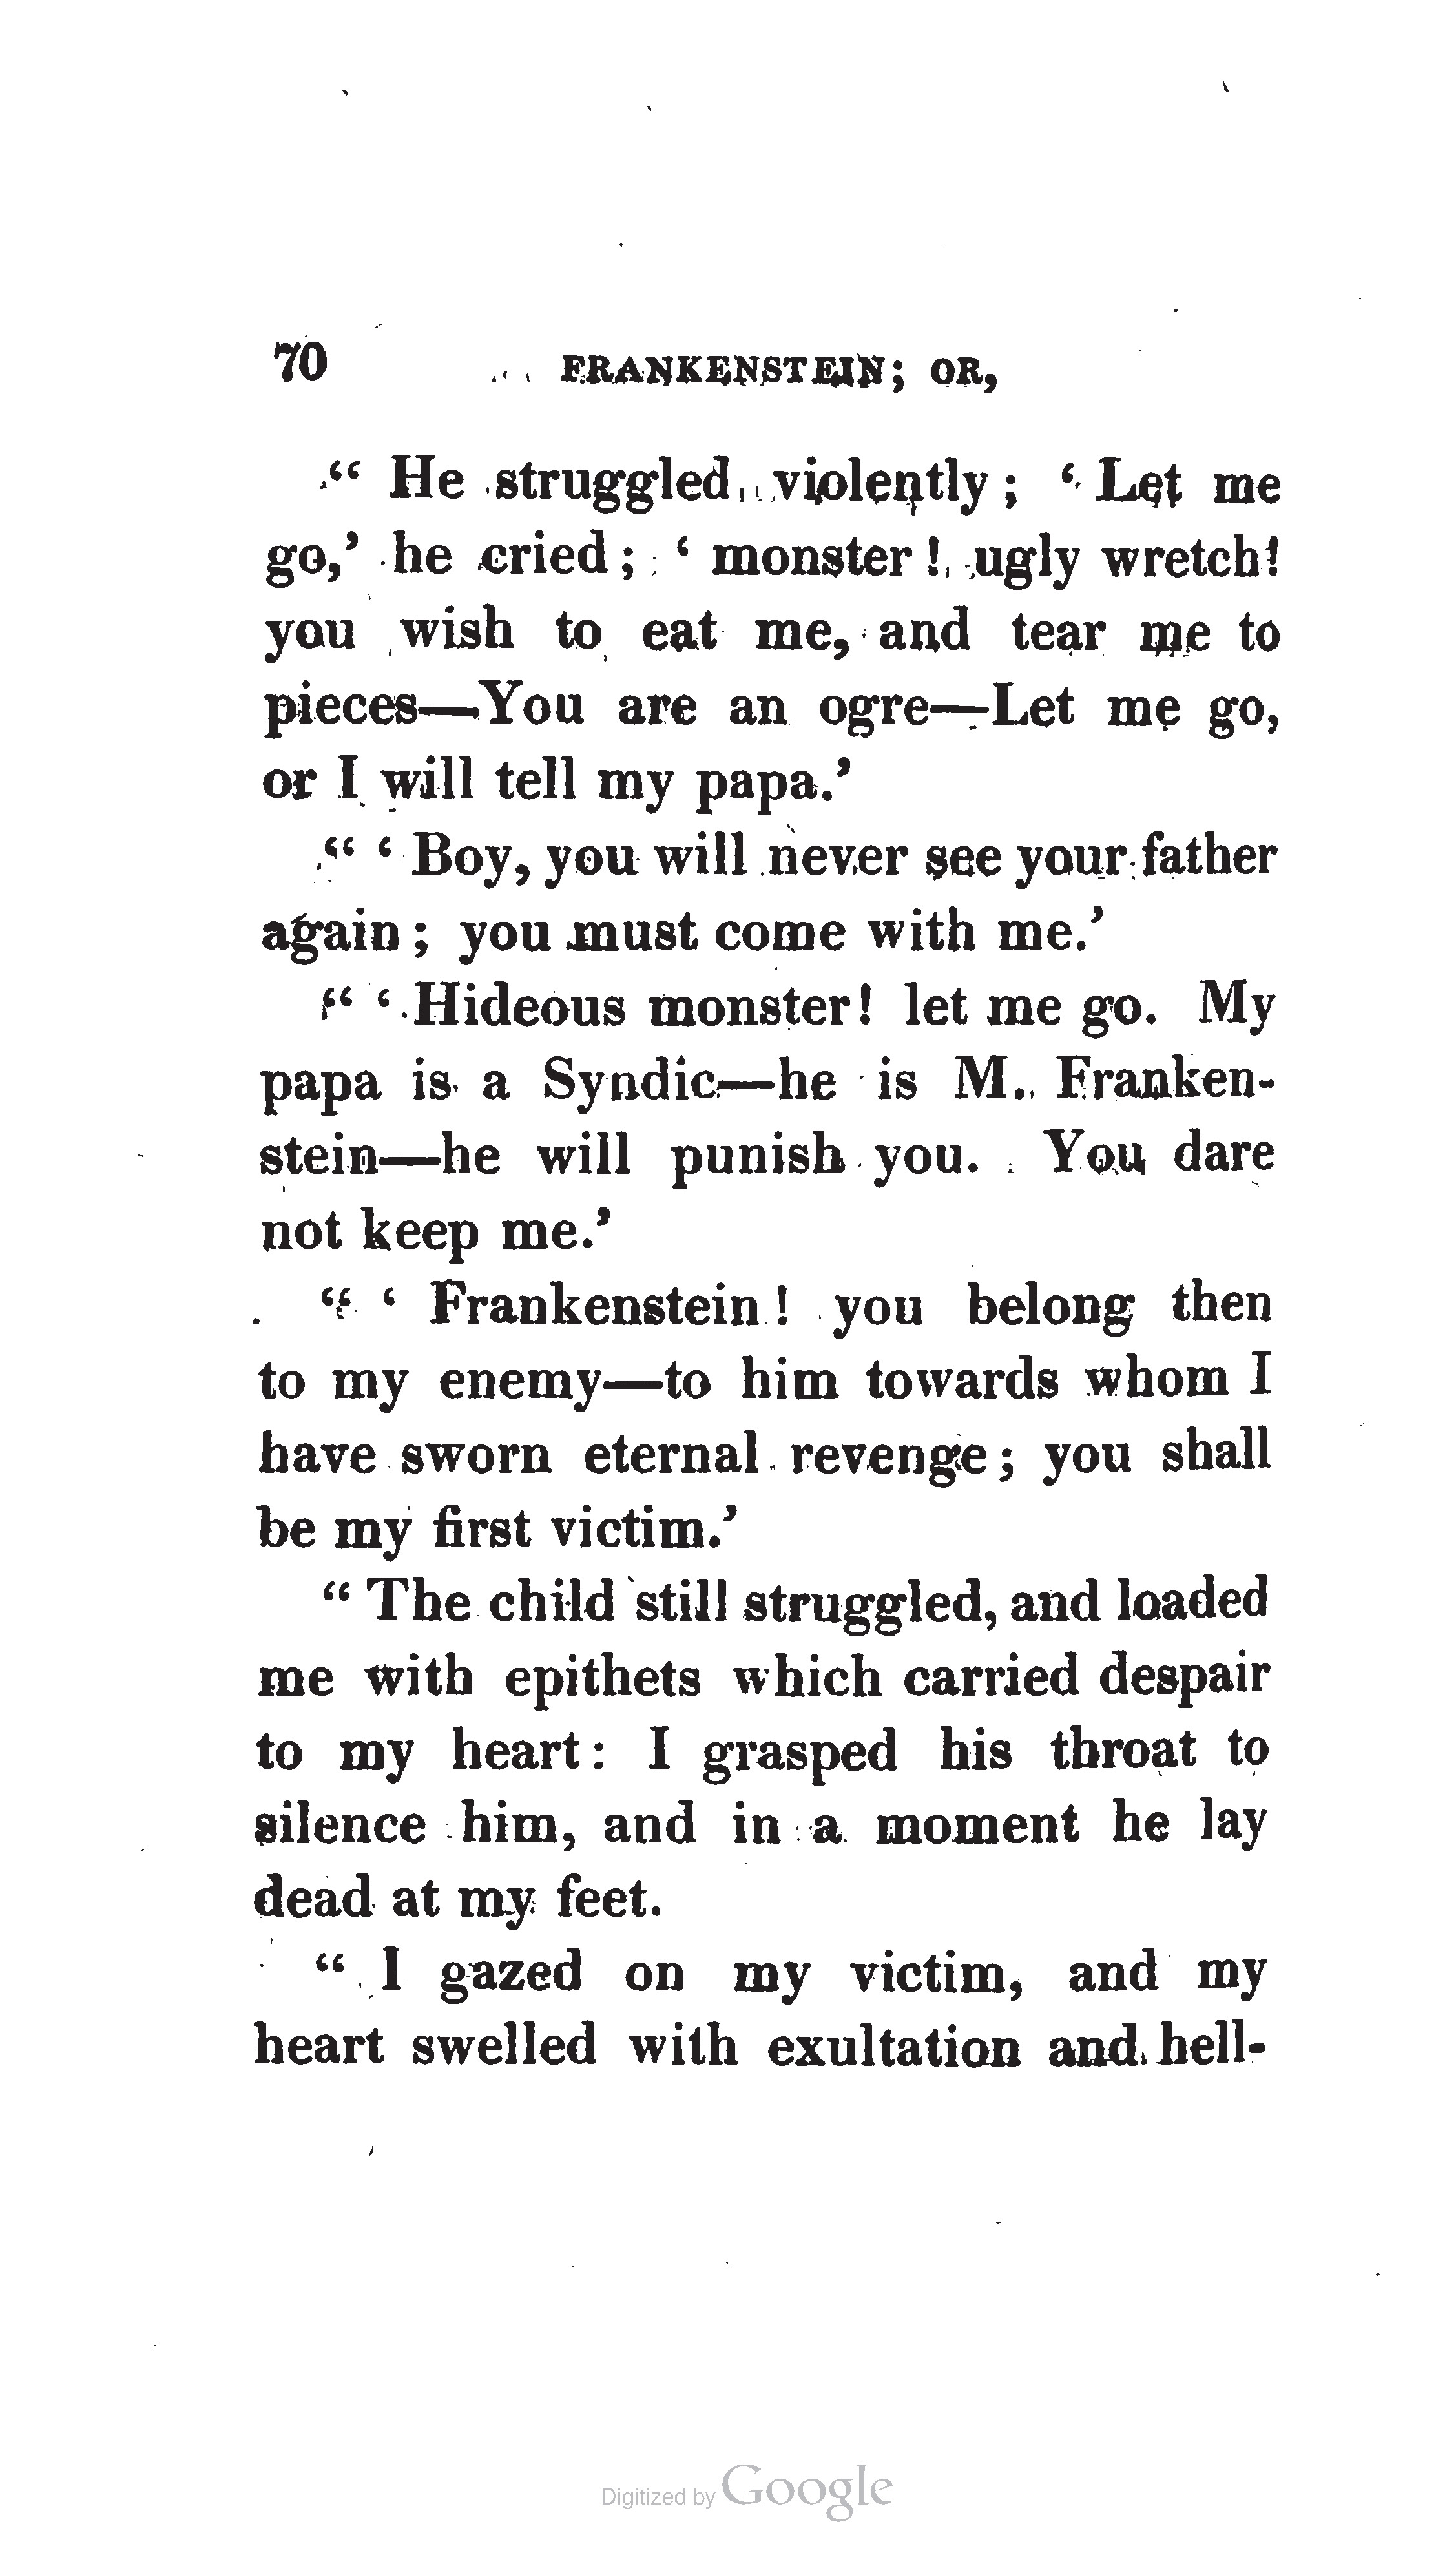 70 FRANKENSTEIN; OR,
“ He struggled violently ; ‘ Let me
go,’ he cried ; ‘ monster ! ugly wretch!
you wish to eat me, and tear me to
pieces—You are an ogre—Let me go,
or I will tell my papa.’
“ ‘ Boy, you will never see your father
again ; you must come with me.’
“ ‘ Hideous monster! let me go. My
papa is a Syndic—he is M. Franken-
stein—he will punish you. You dare
not keep me.’
“ ‘ Frankenstein ! you belong then
to my enemy—to him towards whom I
have sworn eternal revenge ; you shall
be my first victim.’
“ The child still struggled, and loaded
me with epithets which carried despair
to my heart : I grasped his throat to
silence him, and in a moment he lay
dead at my feet.
“ I gazed on my victim, and my
heart swelled with exultation and hell-
Digitized by Google